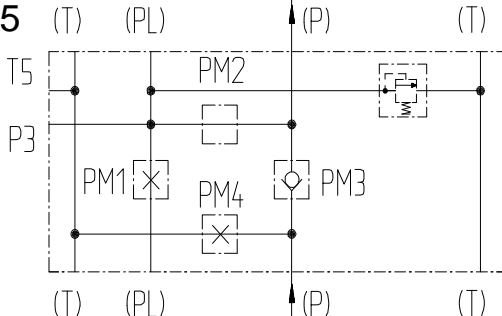 5 (T) (PL) (P) (T)
T5
PM2
P3
PM1
PM3
PM4
(T) (PL) (P) (T)